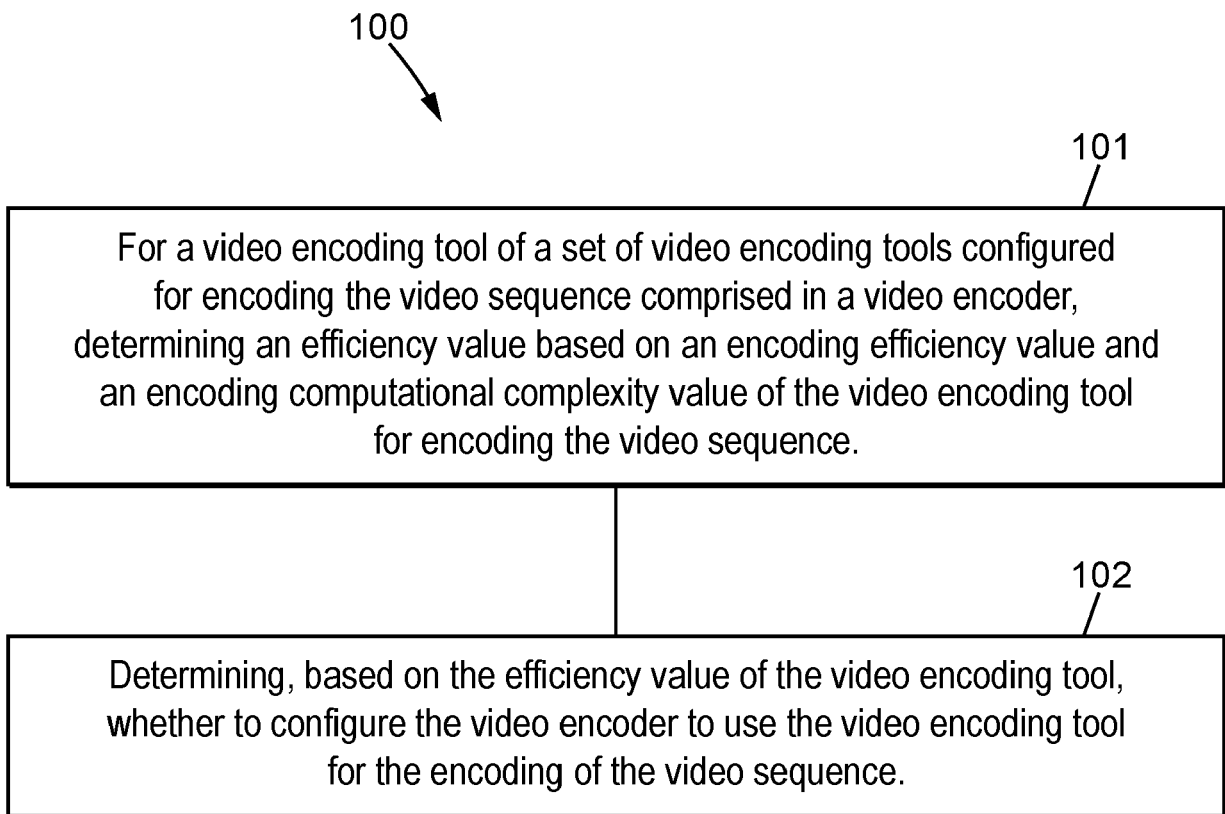 100
101
For a video encoding tool of a set of video encoding tools configured
for encoding the video sequence comprised in a video encoder,
determining an efficiency value based on an encoding efficiency value and
an encoding computational complexity value of the video encoding tool
for encoding the video sequence.
102
Determining, based on the efficiency value of the video encoding tool,
whether to configure the video encoder to use the video encoding tool
for the encoding of the video sequence.